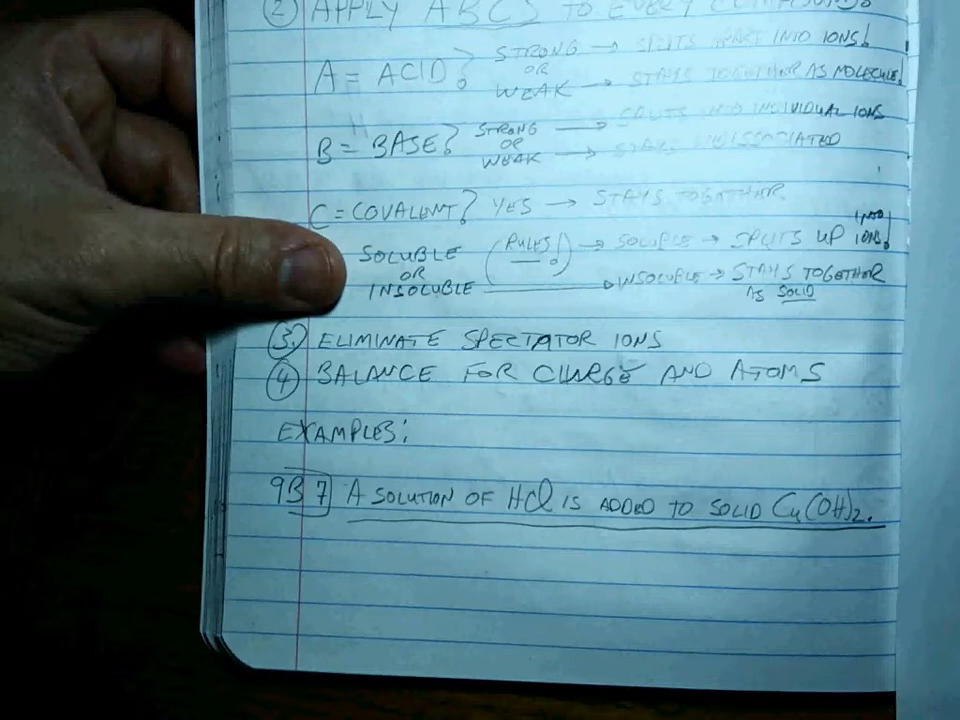 ② APPLY ABCS TO EVERY COMPOUND.
A = ACID? STRONG → SPLITS APART INTO IONS!
OR
WEAK → STAYS TOGETHER AS MOLECULE!
B = BASE? STRONG → SPLITS INTO INDIVIDUAL IONS
OR
WEAK → STAYS UNDISSOCIATED
C = COVALENT? YES → STAYS TOGETHER
SOLUBLE (RULES!) → SOLUBLE → SPLITS UP INTO IONS!
OR
INSOLUBLE → INSOLUBLE → STAYS TOGETHER
AS SOLID
③. ELIMINATE SPECTATOR IONS
④ BALANCE FOR CHARGE AND ATOMS
EXAMPLES:
9B7 A SOLUTION OF HCl IS ADDED TO SOLID Cu(OH)₂.